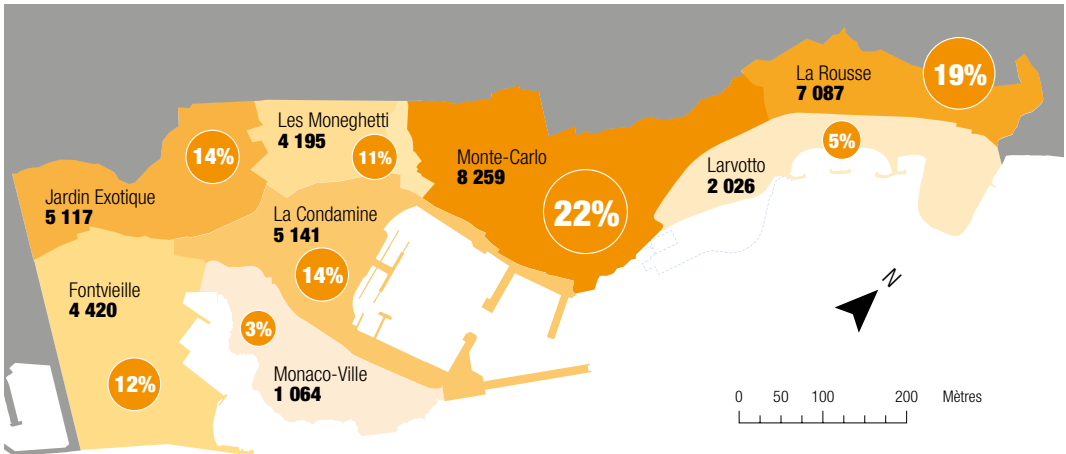 La Rousse
7 087
19%
Les Moneghetti
4 195
11%
14%
Monte-Carlo
8 259
22%
5%
Larvotto
2 026
Jardin Exotique
5 117
La Condamine
5 141
14%
Fontvieille
4 420
12%
3%
Monaco-Ville
1 064
N
0 50 100 200 Mètres